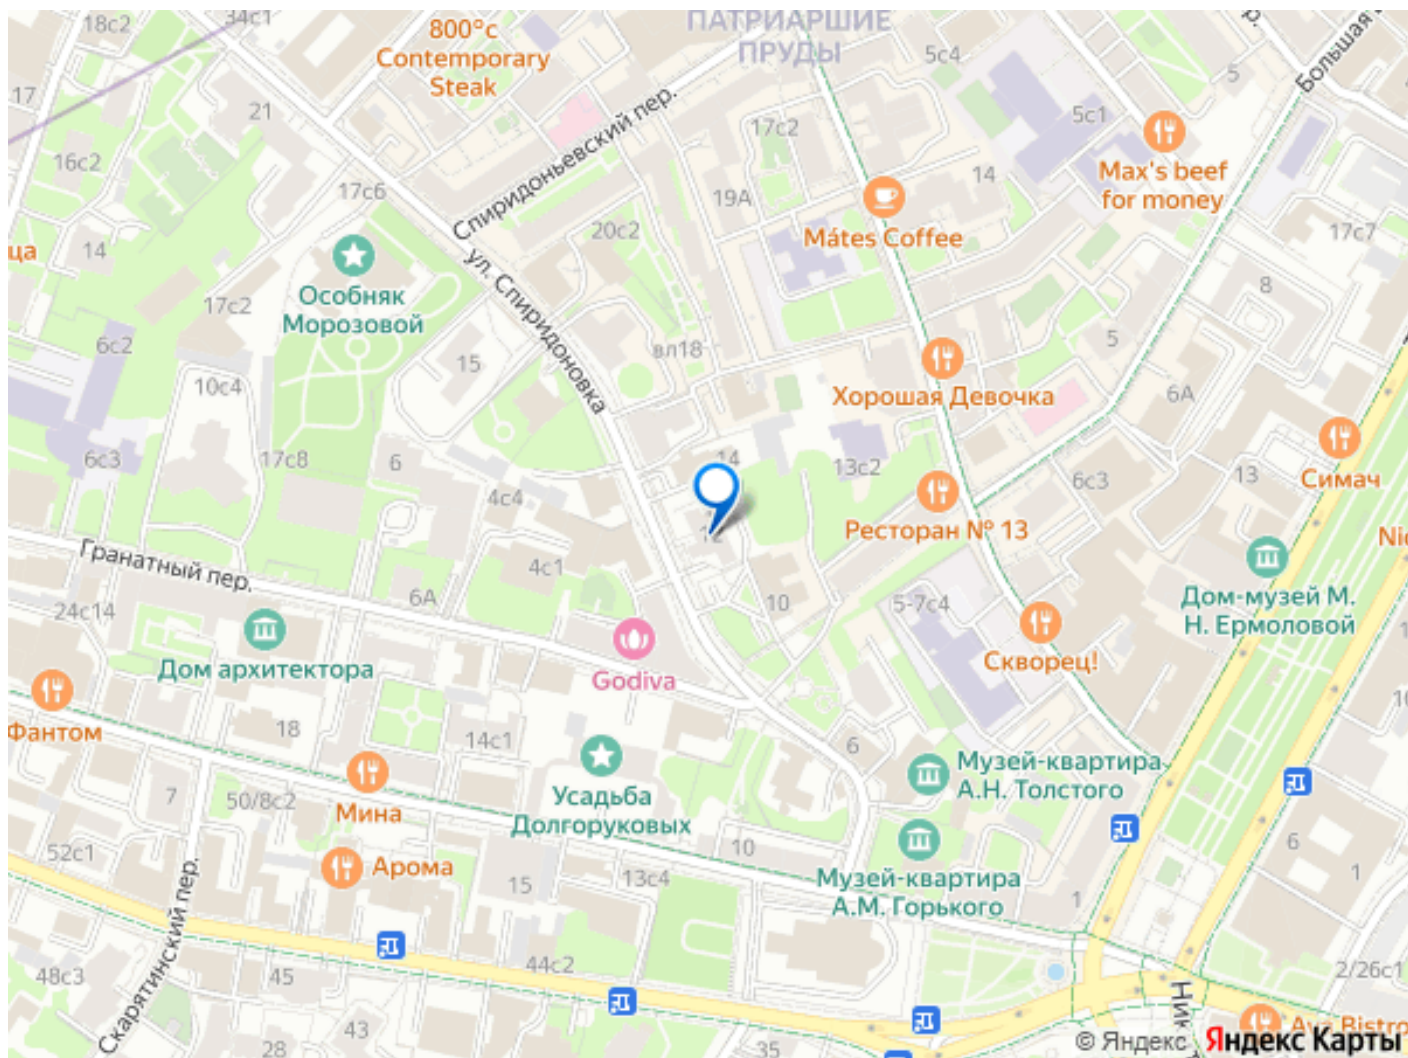 18с2
34с1
800°с
Contemporary
Steak
ПАТРИАРШИЕ
ПРУДЫ
5с4
5
Большая
17
21
16с2
17с6
Спиридоньевский пер.
17с2
19А
14
5с1
Max's beef
for money
Mátes Coffee
20с2
ца
14
17с7
ул. Спиридоновка
Особняк
Морозовой
17с2
8
6с2
15
вл18
5
10с4
Хорошая Девочка
6А
6с3
17с8
6
14
13с2
6с3
13
Симач
4с4
Ресторан № 13
Гранатный пер.
4с1
Дом-музей М.
Н. Ермоловой
24с14
6А
10
5-7с4
Дом архитектора
Godiva
Скворец!
Фантом
18
14с1
6
Музей-квартира
А.Н. Толстого
7
50/8с2
Мина
Усадьба
Долгоруковых
52с1
Арома
15
13с4
10
Музей-квартира
А.М. Горького
1
6
1
Скарятинский пер.
48с3
45
44с2
2/26с1
43
28
35
Ник
Ava Bistro
© Яндекс Яндекс Карты